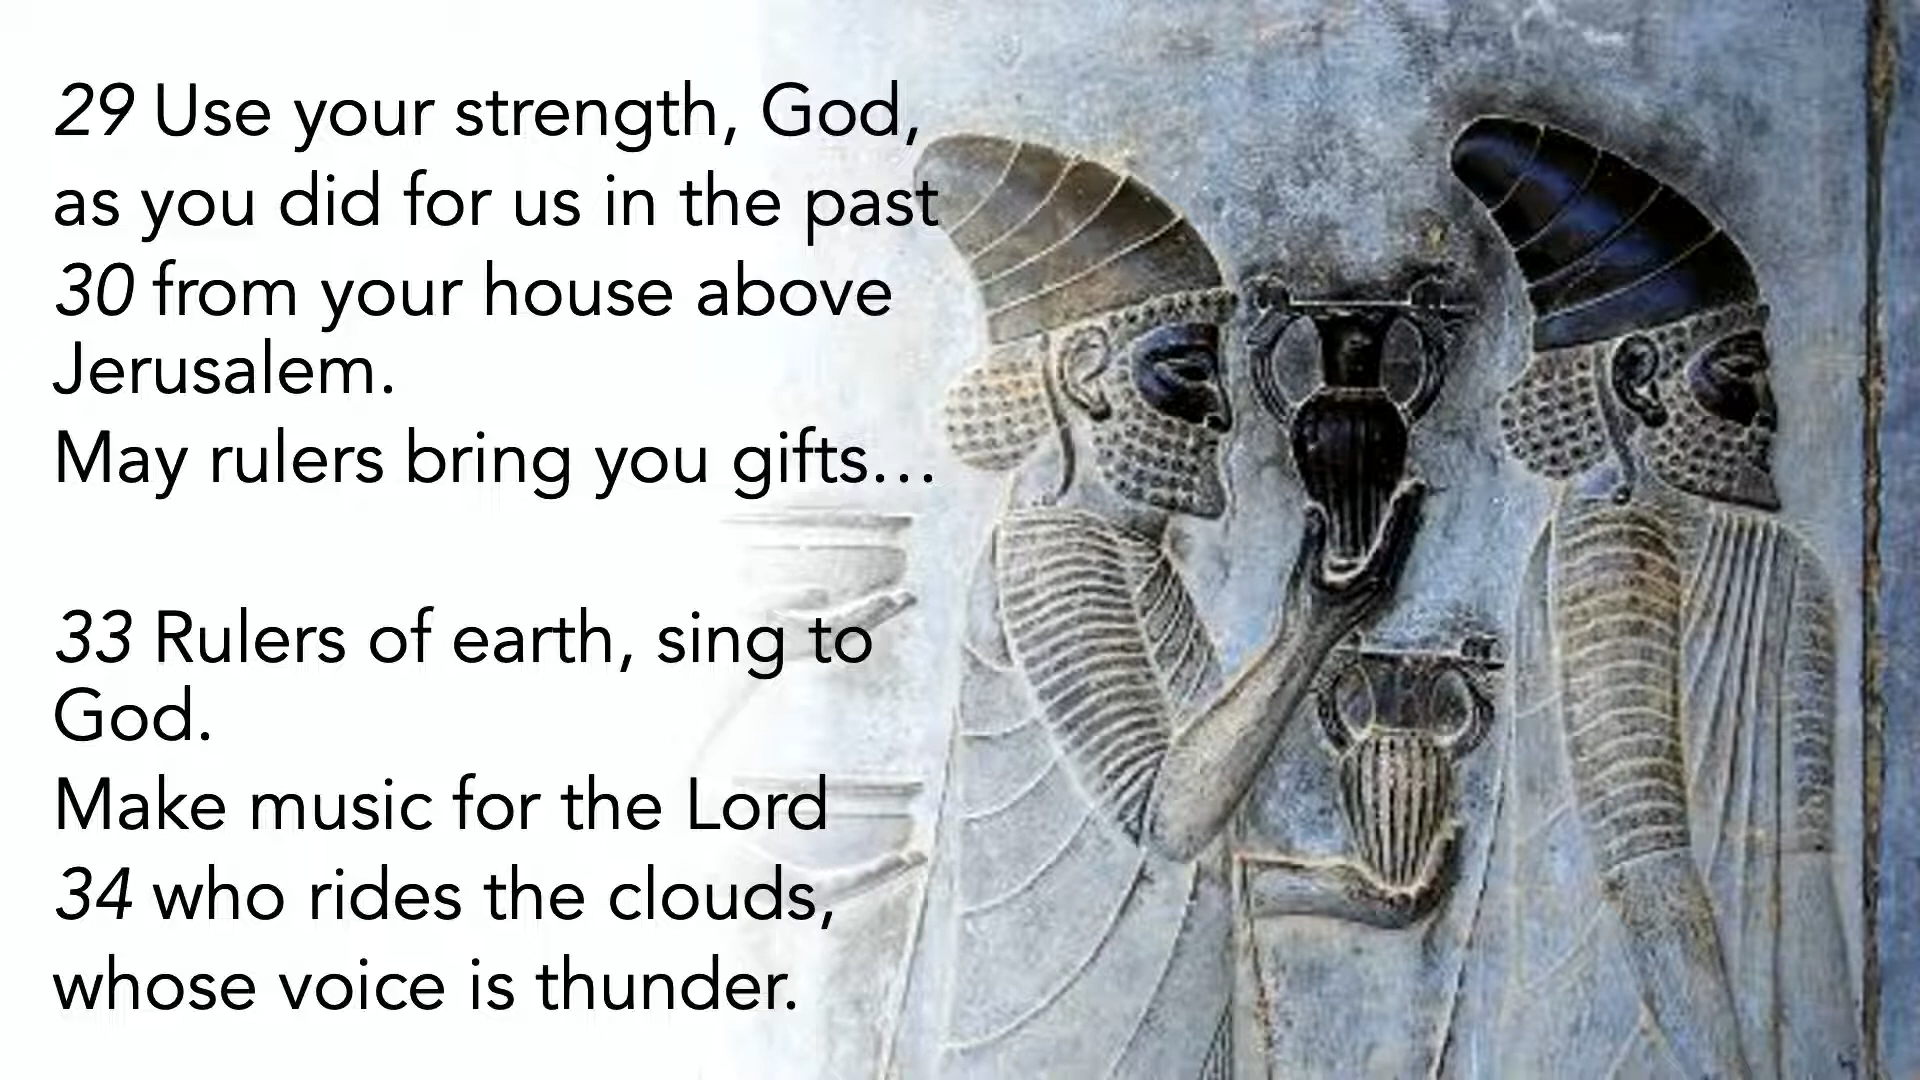 29 Use your strength, God,
as you did for us in the past
30 from your house above
Jerusalem.
May rulers bring you gifts…
33 Rulers of earth, sing to
God.
Make music for the Lord
34 who rides the clouds,
whose voice is thunder.